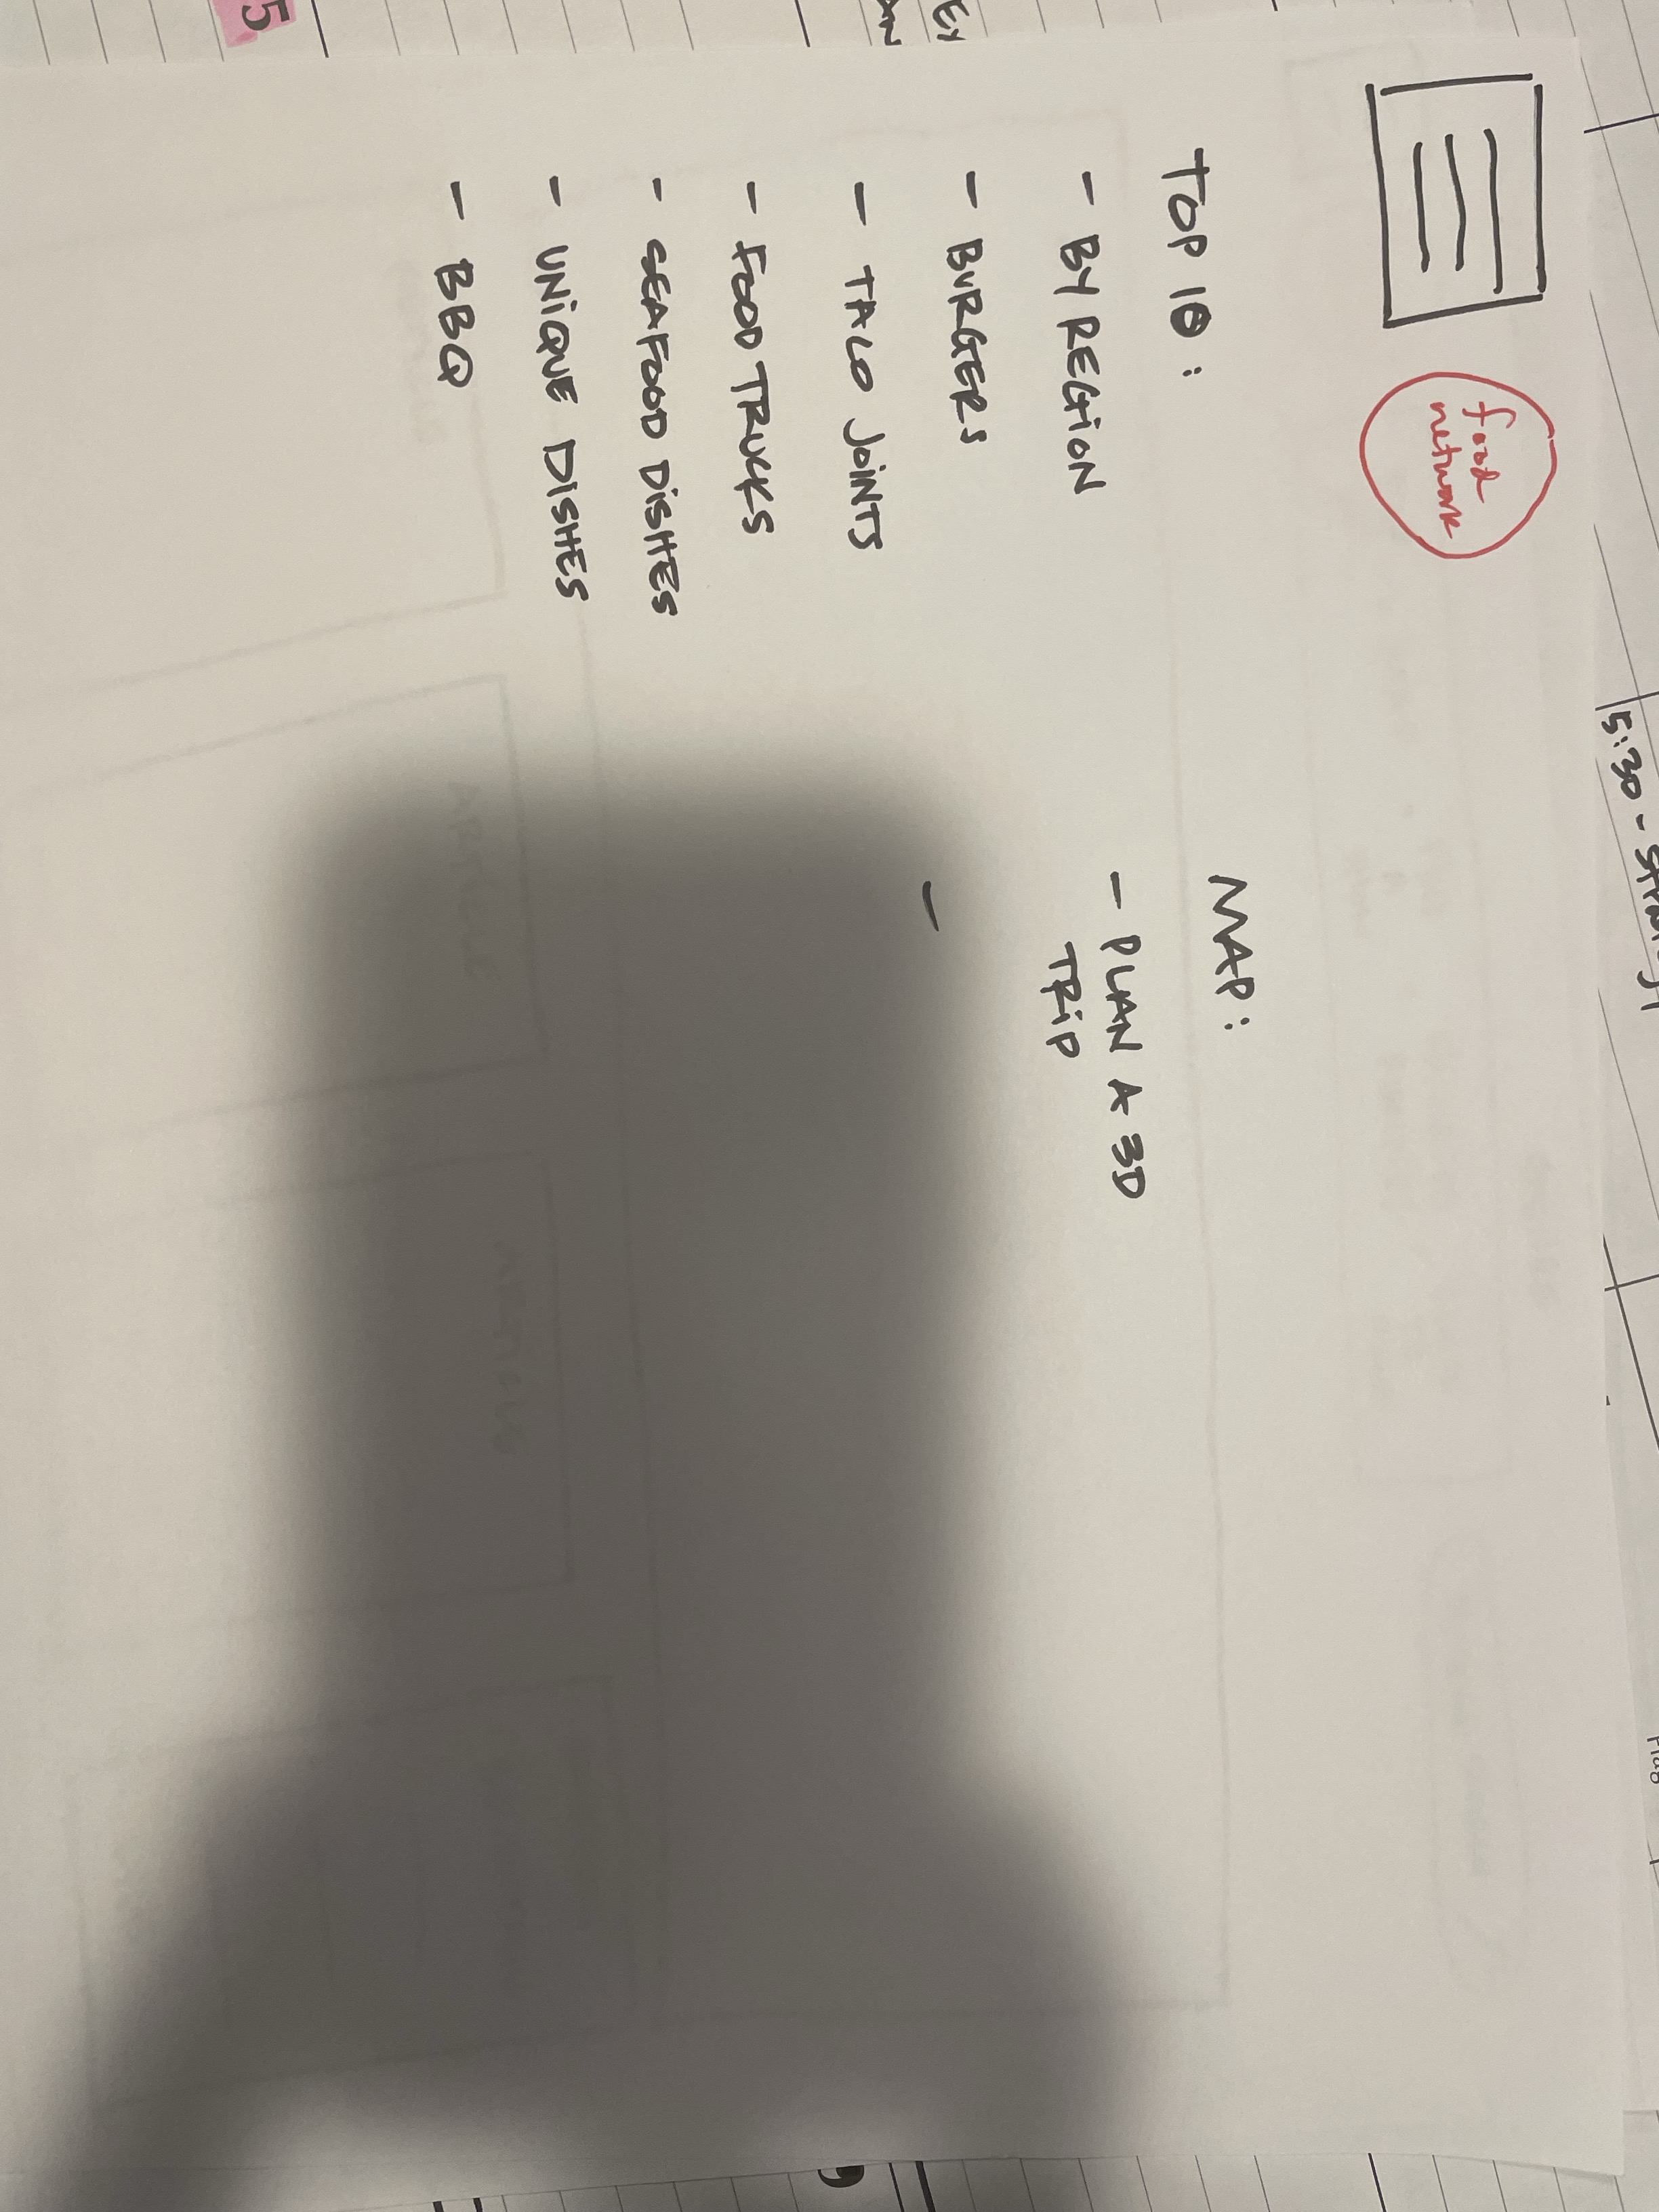 food
network
TOP 10:
- BY REGION
- BURGERS
- TACO JOINTS
- FOOD TRUCKS
- SEAFOOD DISHES
- UNIQUE DISHES
- BBQ
MAP:
- PLAN A 3D
TRIP
-
5:30 -
5